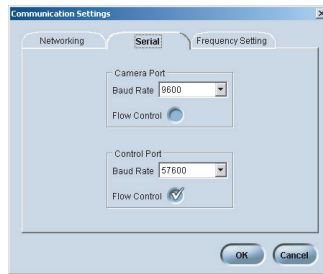 Communication Settings
Networking Serial Frequency Setting
Camera Port
Baud Rate 9600
Flow Control
Control Port
Baud Rate 57600
Flow Control
OK Cancel